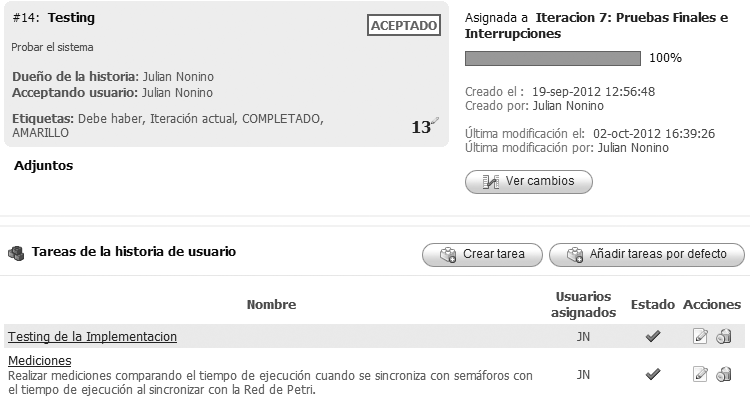 #14: Testing
ACEPTADO
Probar el sistema
Dueño de la historia: Julian Nonino
Acceptando usuario: Julian Nonino
Etiquetas: Debe haber, Iteración actual, COMPLETADO,
AMARILLO
13
Adjuntos
Asignada a Iteracion 7: Pruebas Finales e
Interrupciones
100%
Creado el : 19-sep-2012 12:56:48
Creado por: Julian Nonino
Última modificación el: 02-oct-2012 16:39:26
Última modificación por: Julian Nonino
Ver cambios
Tareas de la historia de usuario
Crear tarea
Añadir tareas por defecto
Nombre
Usuarios
asignados
Estado
Acciones
Testing de la Implementacion
JN
Mediciones
Realizar mediciones comparando el tiempo de ejecución cuando se sincroniza con semáforos con
el tiempo de ejecución al sincronizar con la Red de Petri.
JN